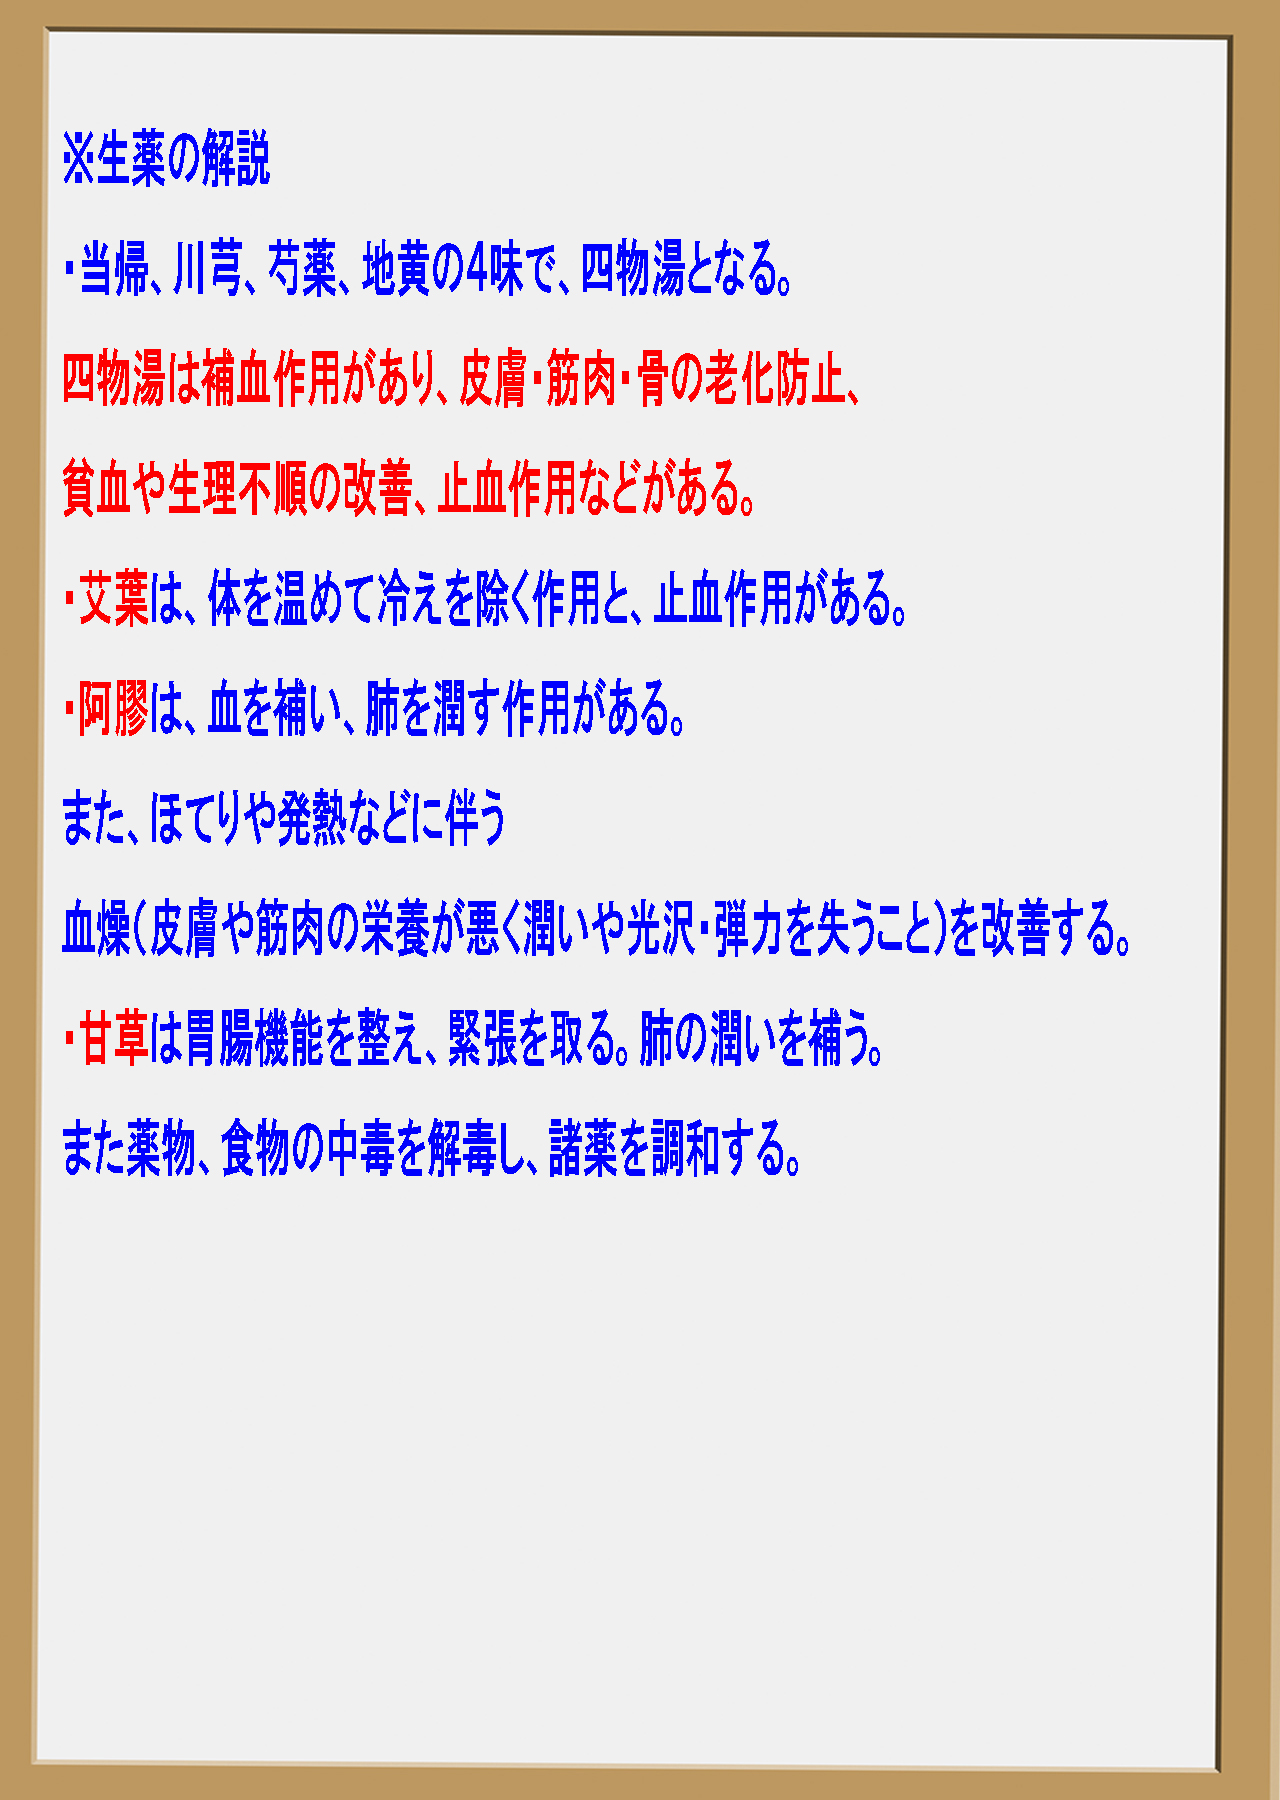 ※生薬の解説
・当帰、川芎、芍薬、地黄の4味で、四物湯となる。
四物湯は補血作用があり、皮膚・筋肉・骨の老化防止、
貧血や生理不順の改善、止血作用などがある。
・艾葉は、体を温めて冷えを除く作用と、止血作用がある。
・阿膠は、血を補い、肺を潤す作用がある。
また、ほてりや発熱などに伴う
血燥(皮膚や筋肉の栄養が悪く潤いや光沢・弾力を失うこと)を改善する。
・甘草は胃腸機能を整え、緊張を取る。肺の潤いを補う。
また薬物、食物の中毒を解毒し、諸薬を調和する。